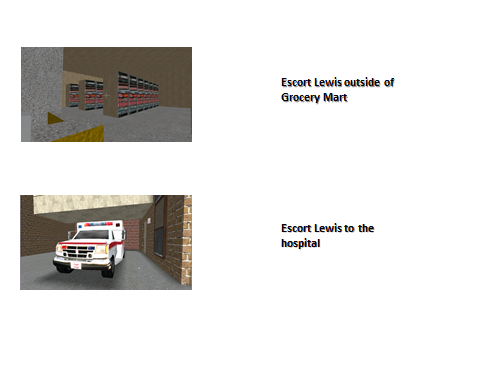 Escort Lewis outside of
Grocery Mart
Escort Lewis to the
hospital